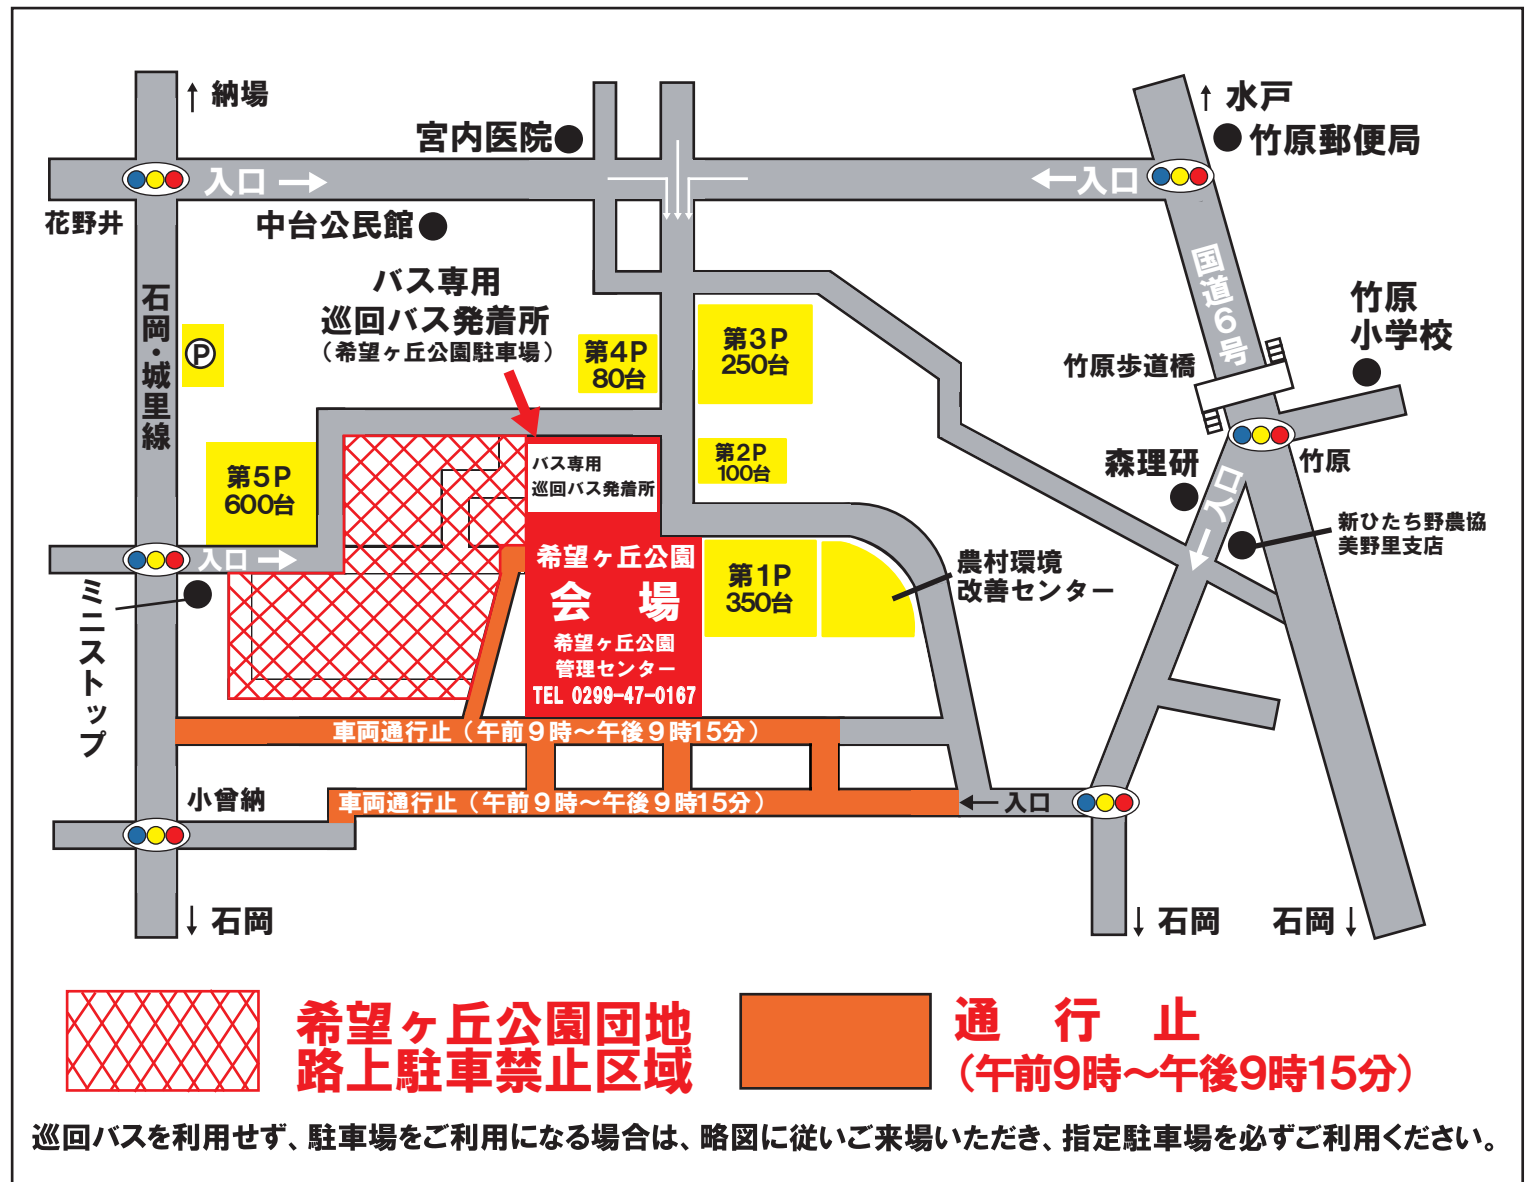 ↑ 納場
↑ 水戸
宮内医院
竹原郵便局
入口 →
← 入口
花野井
中台公民館
国道6号
石岡・城里線
バス専用
巡回バス発着所
（希望ヶ丘公園駐車場）
竹原
小学校
第4P
80台
第3P
250台
竹原歩道橋
P
第5P
600台
バス専用
巡回バス発着所
第2P
100台
森理研
竹原
入口
新ひたち野農協
美野里支店
入口 →
希望ヶ丘公園
会　場
希望ヶ丘公園
管理センター
TEL 0299-47-0167
第1P
350台
農村環境
改善センター
ミニストップ
車両通行止（午前9時〜午後9時15分）
小曾納
車両通行止（午前9時〜午後9時15分）
← 入口
↓ 石岡
↓ 石岡
石岡 ↓
希望ヶ丘公園団地
路上駐車禁止区域
通　行　止
（午前9時〜午後9時15分）
巡回バスを利用せず、駐車場をご利用になる場合は、略図に従いご来場いただき、指定駐車場を必ずご利用ください。